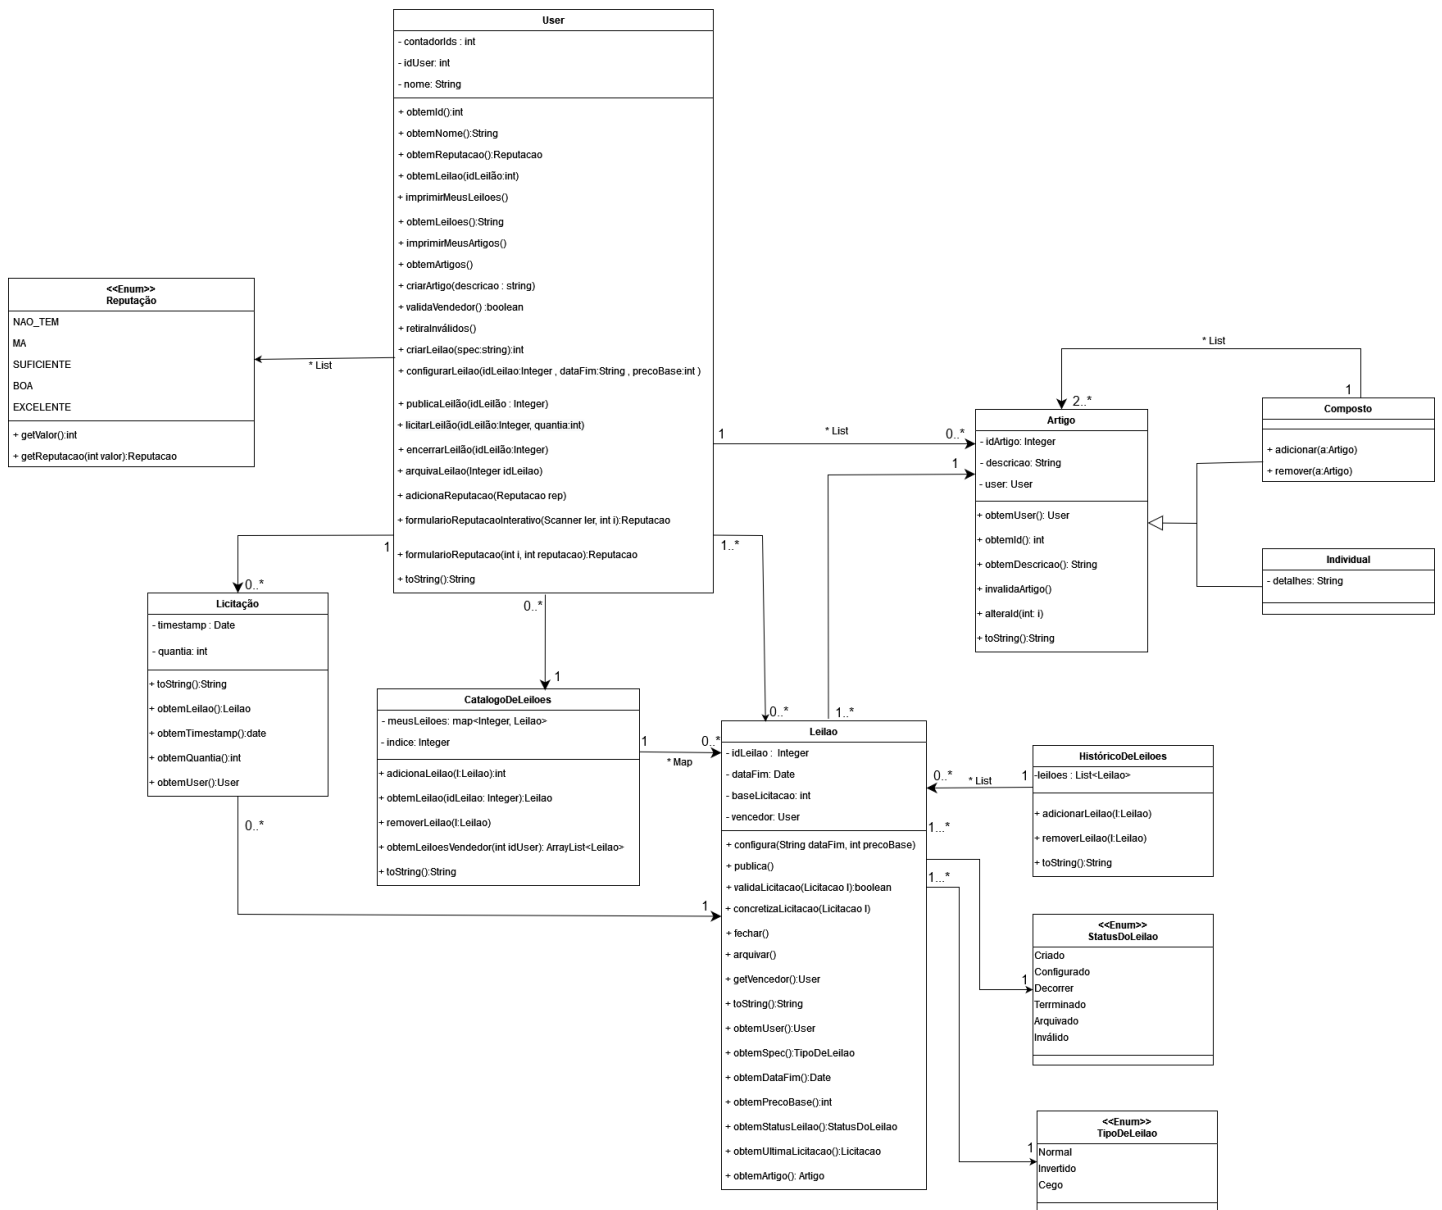 User
- contadorIds : int
- idUser: int
- nome: String
+ obtemId():int
+ obtemNome():String
+ obtemReputacao():Reputacao
+ obtemLeilao(idLeilão:int)
+ imprimirMeusLeiloes()
+ obtemLeiloes():String
+ imprimirMeusArtigos()
+ obtemArtigos()
+ criarArtigo(descricao : string)
+ validaVendedor() :boolean
+ retiraInválidos()
+ criarLeilao(spec:string):int
+ configurarLeilao(idLeilao:Integer , dataFim:String , precoBase:int )
+ publicaLeilão(idLeilão : Integer)
+ licitarLeilão(idLeilão:Integer, quantia:int)
+ encerrarLeilão(idLeilão:Integer)
+ arquivaLeilao(Integer idLeilao)
+ adicionaReputacao(Reputacao rep)
+ formularioReputacaoInterativo(Scanner ler, int i):Reputacao
+ formularioReputacao(int i, int reputacao):Reputacao
+ toString():String
<<Enum>>
Reputação
NAO_TEM
MA
SUFICIENTE
BOA
EXCELENTE
+ getValor():int
+ getReputacao(int valor):Reputacao
* List
1
* List
0..*
* List
1
2..*
Artigo
- idArtigo: Integer
- descricao: String
- user: User
+ obtemUser(): User
+ obtemId(): int
+ obtemDescricao(): String
+ invalidaArtigo()
+ alteraId(int: i)
+ toString():String
Composto
+ adicionar(a:Artigo)
+ remover(a:Artigo)
Individual
- detalhes: String
1
1..*
1
0..*
1..*
0..*
Licitação
- timestamp : Date
- quantia: int
+ toString():String
+ obtemLeilao():Leilao
+ obtemTimestamp():date
+ obtemQuantia():int
+ obtemUser():User
0..*
1
0..*
1
CatalogoDeLeiloes
- meusLeiloes: map<Integer, Leilao>
- indice: Integer
+ adicionaLeilao(l:Leilao):int
+ obtemLeilao(idLeilao: Integer):Leilao
+ removerLeilao(l:Leilao)
+ obtemLeiloesVendedor(int idUser): ArrayList<Leilao>
+ toString():String
1
0..*
* Map
Leilao
- idLeilao : Integer
- dataFim: Date
- baseLicitacao: int
- vencedor: User
+ configura(String dataFim, int precoBase)
+ publica()
+ validaLicitacao(Licitacao l):boolean
+ concretizaLicitacao(Licitacao l)
+ fechar()
+ arquivar()
+ getVencedor():User
+ toString():String
+ obtemUser():User
+ obtemSpec():TipoDeLeilao
+ obtemDataFim():Date
+ obtemPrecoBase():int
+ obtemStatusLeilao():StatusDoLeilao
+ obtemUltimaLicitacao():Licitacao
+ obtemArtigo(): Artigo
0..*
* List
1
HistóricoDeLeiloes
-leiloes : List<Leilao>
+ adicionarLeilao(l:Leilao)
+ removerLeilao(l:Leilao)
+ toString():String
1...*
1...*
1
<<Enum>>
StatusDoLeilao
Criado
Configurado
Decorrer
Terrminado
Arquivado
Inválido
1
<<Enum>>
TipoDeLeilao
Normal
Invertido
Cego